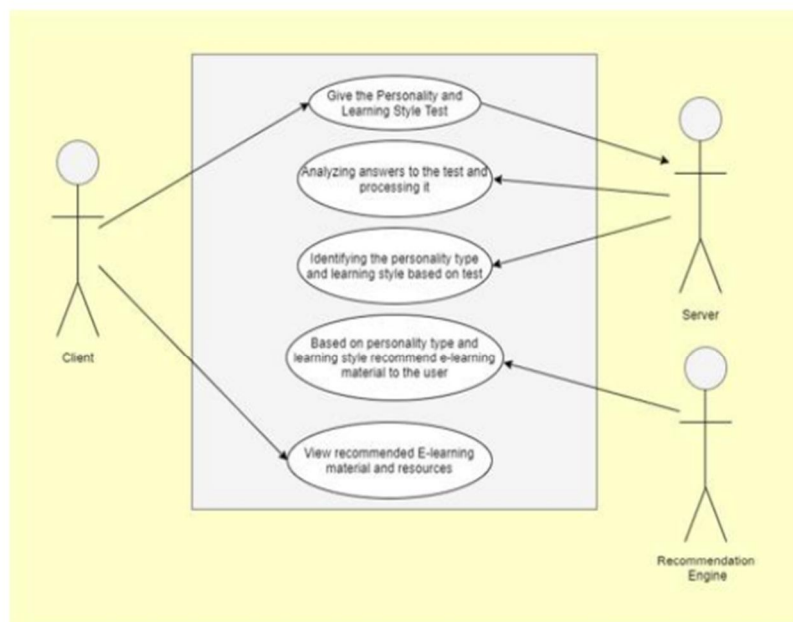 Give the Personality and
Learning Style Test
Analyzing answers to the test and
processing it
Identifying the personality type
and learning style based on test
Based on personality type and
learning style recommend e-learning
material to the user
View recommended E-learning
material and resources
Client
Server
Recommendation
Engine